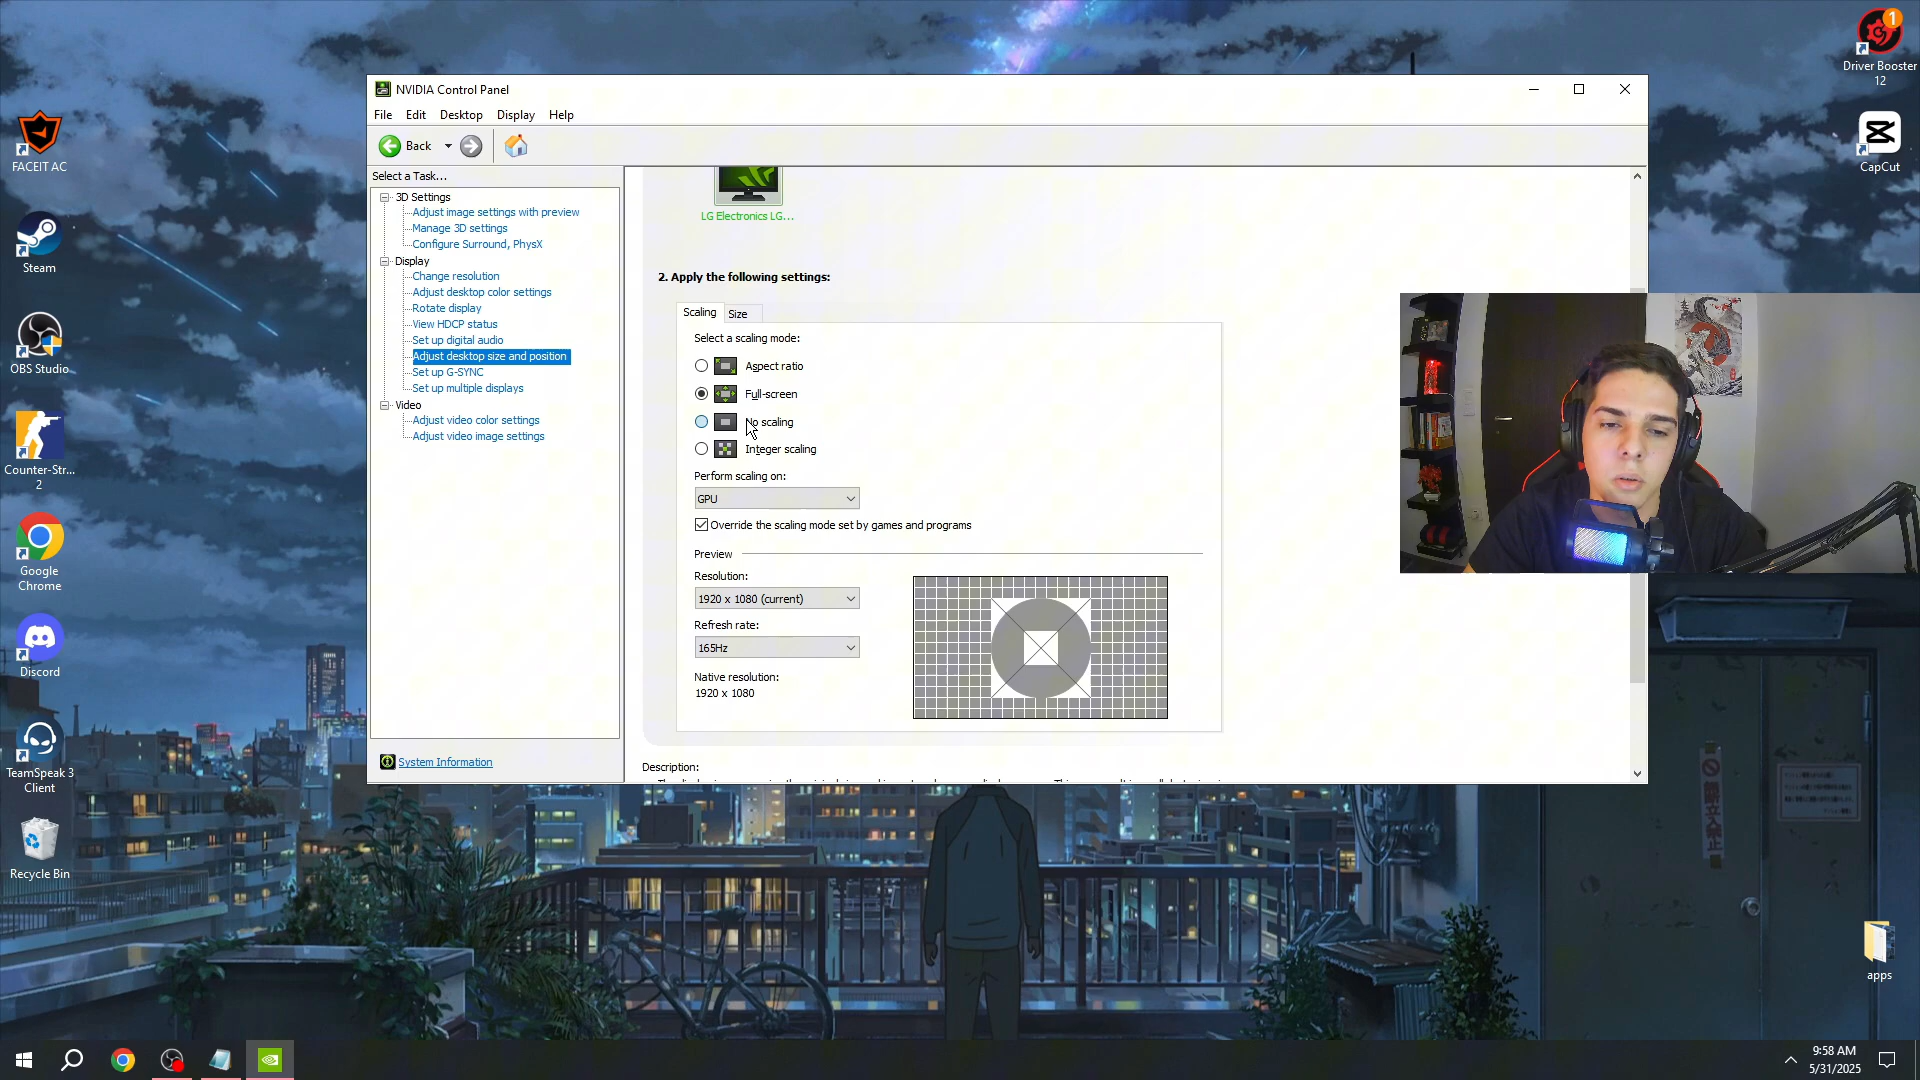 NVIDIA Control Panel
File Edit Desktop Display Help
Back
Select a Task...
3D Settings
Adjust image settings with preview
Manage 3D settings
Configure Surround, PhysX
Display
Change resolution
Adjust desktop color settings
Rotate display
View HDCP status
Set up digital audio
Adjust desktop size and position
Set up G-SYNC
Set up multiple displays
Video
Adjust video color settings
Adjust video image settings
System Information
LG Electronics LG...
2. Apply the following settings:
Scaling Size
Select a scaling mode:
Aspect ratio
Full-screen
No scaling
Integer scaling
Perform scaling on:
GPU
Override the scaling mode set by games and programs
Preview
Resolution:
1920 x 1080 (current)
Refresh rate:
165Hz
Native resolution:
1920 x 1080
Description:
FACEIT AC
Steam
OBS Studio
Counter-Str...
2
Google
Chrome
Discord
TeamSpeak 3
Client
Recycle Bin
1
Driver Booster
12
CapCut
apps
9:58 AM
5/31/2025